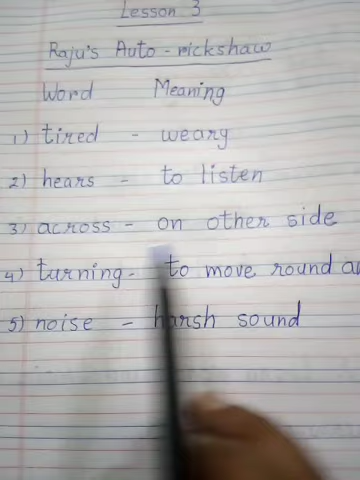 Lesson 3
Raju's Auto-rickshaw
Word Meaning
1) tired - weary
2) hears - to listen
3) across - on other side
4) turning - to move round
5) noise - harsh sound